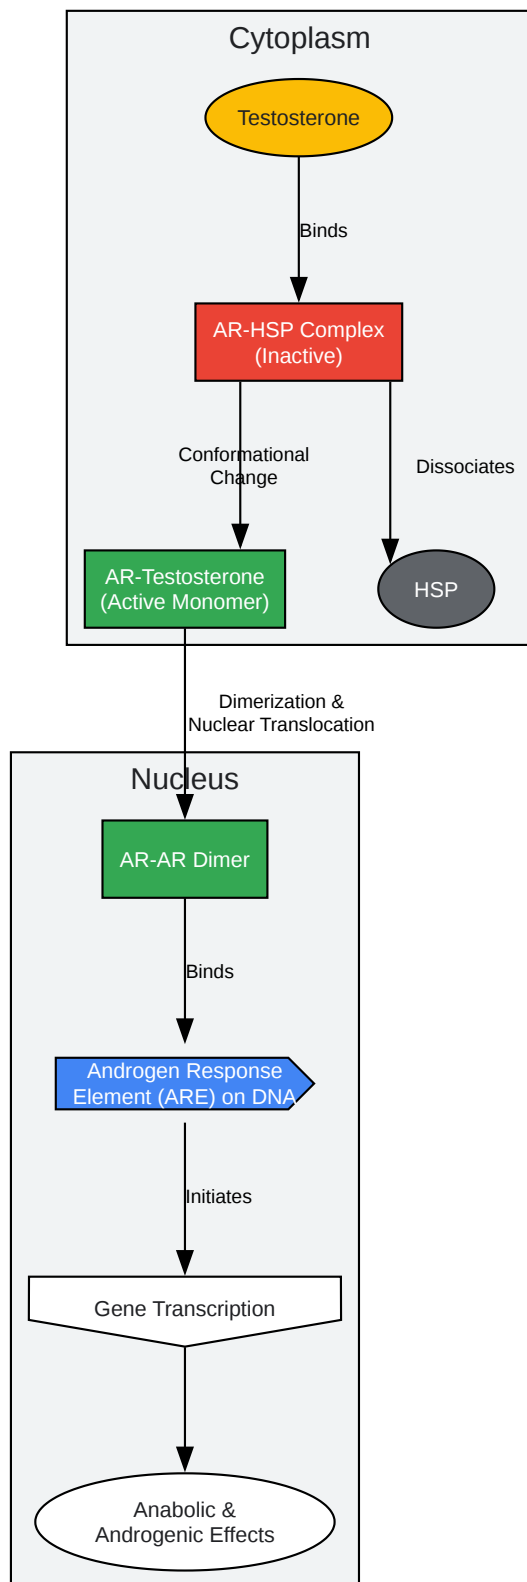 Cytoplasm
Testosterone
Binds
AR-HSP Complex
(Inactive)
Conformational
Change
Dissociates
AR-Testosterone
(Active Monomer)
HSP
Dimerization &
Nuclear Translocation
Nucleus
AR-AR Dimer
Binds
Androgen Response
Element (ARE) on DNA
Initiates
Gene Transcription
Anabolic &
Androgenic Effects